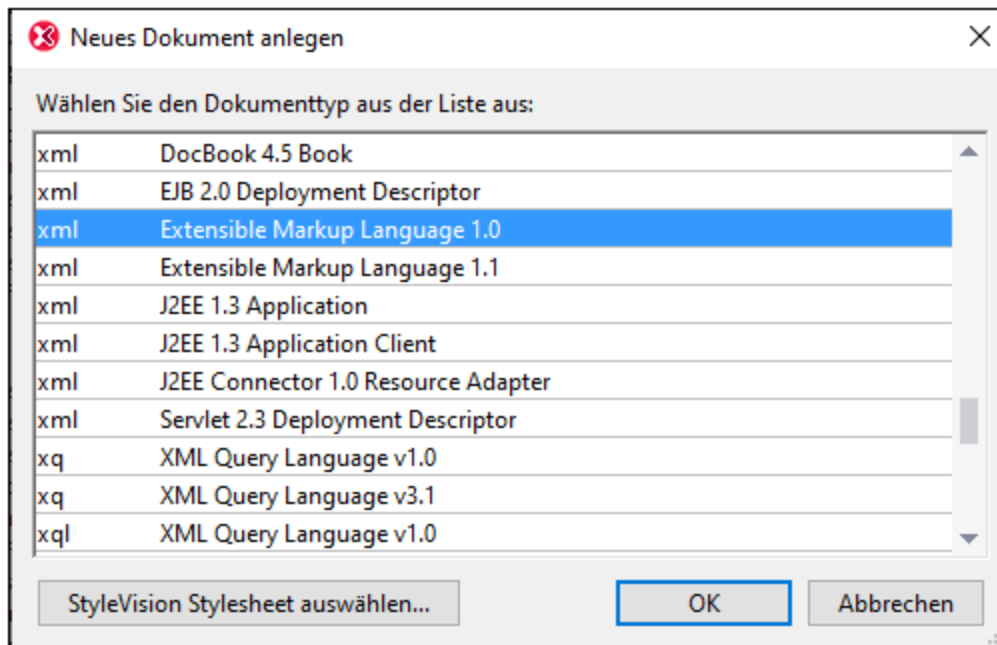 Neues Dokument anlegen
Wählen Sie den Dokumenttyp aus der Liste aus:
xml DocBook 4.5 Book
xml EJB 2.0 Deployment Descriptor
xml Extensible Markup Language 1.0
xml Extensible Markup Language 1.1
xml J2EE 1.3 Application
xml J2EE 1.3 Application Client
xml J2EE Connector 1.0 Resource Adapter
xml Servlet 2.3 Deployment Descriptor
xq XML Query Language v1.0
xq XML Query Language v3.1
xql XML Query Language v1.0
StyleVision Stylesheet auswählen... OK Abbrechen